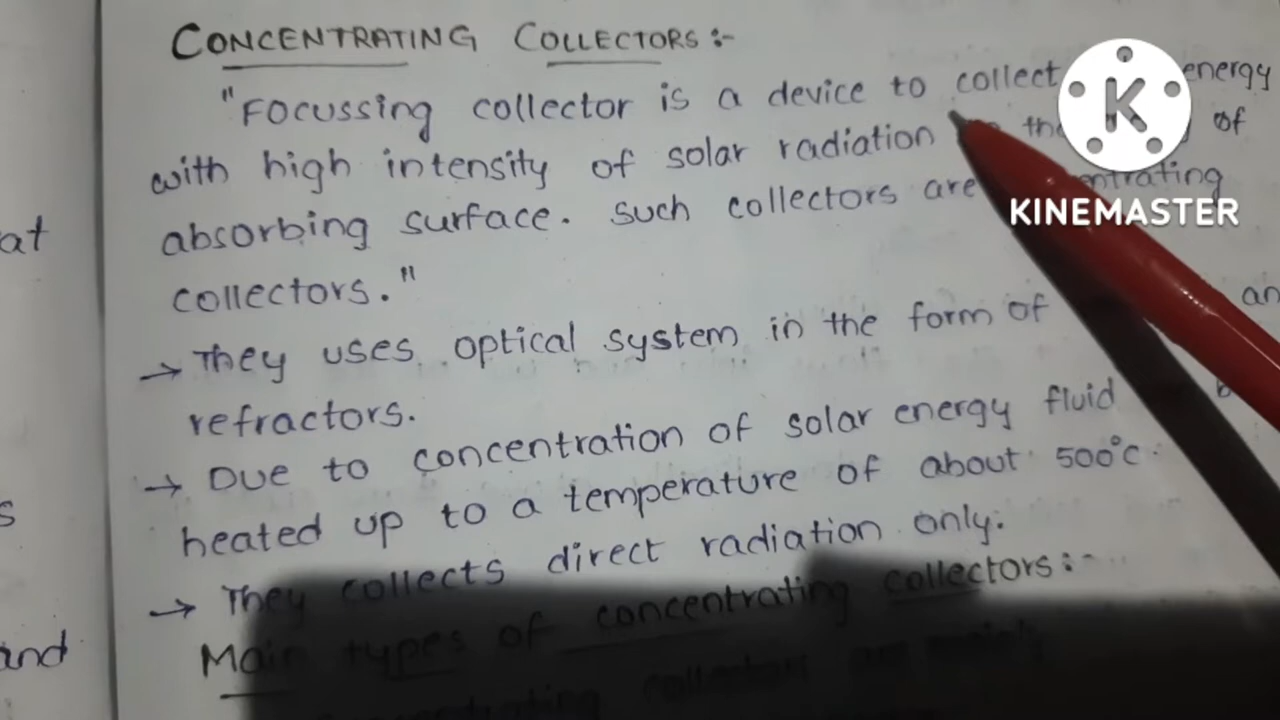 CONCENTRATING COLLECTORS :-
"Focussing collector is a device to collect energy
with high intensity of solar radiation of
absorbing surface. Such collectors are
collectors."
→ They uses optical system in the form of an
refractors.
→ Due to concentration of solar energy fluid
heated up to a temperature of about 500°c.
→ They collects direct radiation only.
Main types of concentrating collectors :-
collectors
at
s
and
K
KINEMASTER